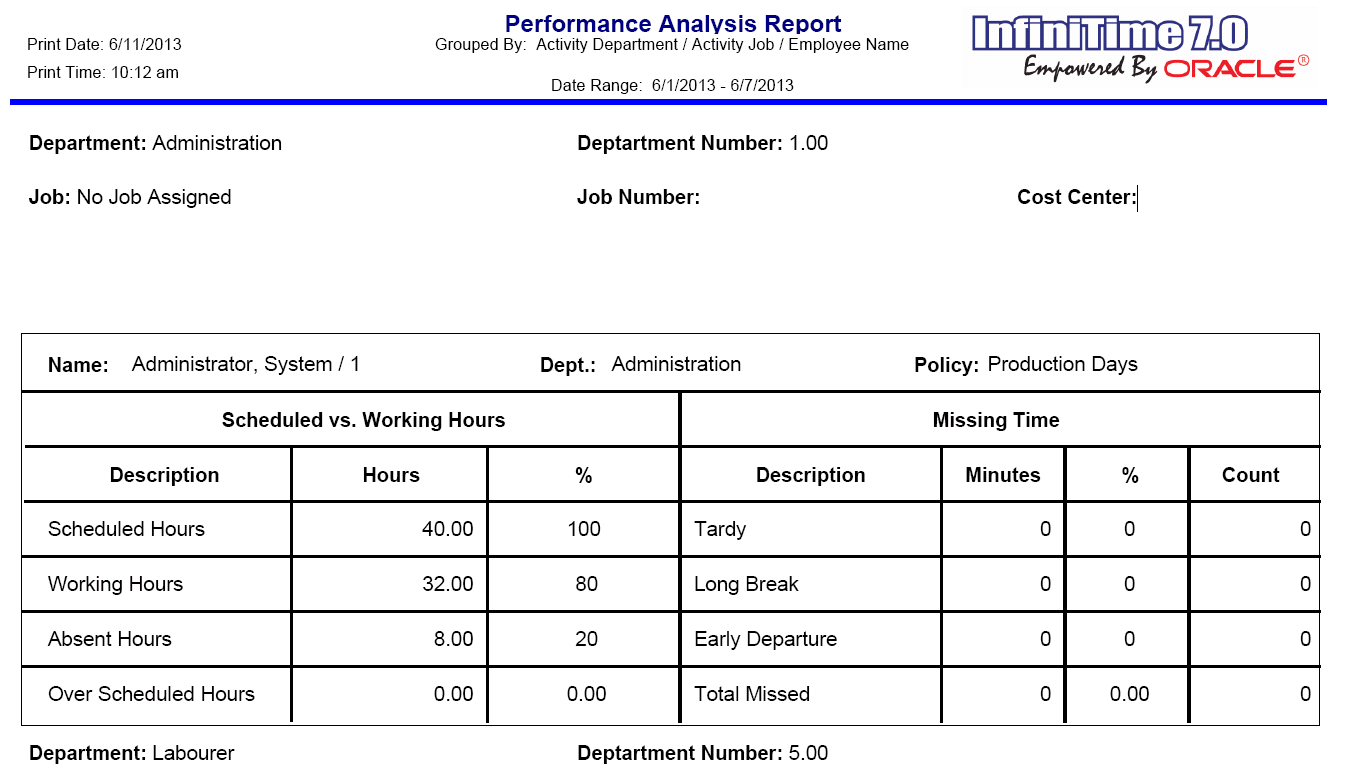 Performance Analysis Report
Print Date: 6/11/2013 Grouped By: Activity Department / Activity Job / Employee Name
Print Time: 10:12 am
Date Range: 6/1/2013 - 6/7/2013
InfiniTime 7.0
Empowered By ORACLE®
Department: Administration Deptartment Number: 1.00
Job: No Job Assigned Job Number: Cost Center:
Name: Administrator, System / 1 Dept.: Administration Policy: Production Days
Scheduled vs. Working Hours Missing Time
Description Hours % Description Minutes % Count
Scheduled Hours 40.00 100 Tardy 0 0 0
Working Hours 32.00 80 Long Break 0 0 0
Absent Hours 8.00 20 Early Departure 0 0 0
Over Scheduled Hours 0.00 0.00 Total Missed 0 0.00 0
Department: Labourer Deptartment Number: 5.00